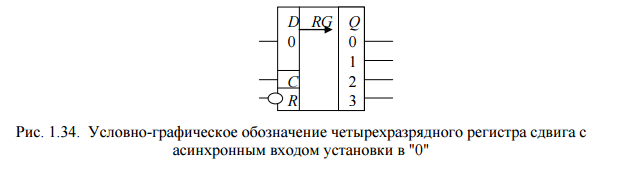 D RG Q
0 0
1
C 2
R 3
Рис. 1.34. Условно-графическое обозначение четырехразрядного регистра сдвига с
асинхронным входом установки в "0"